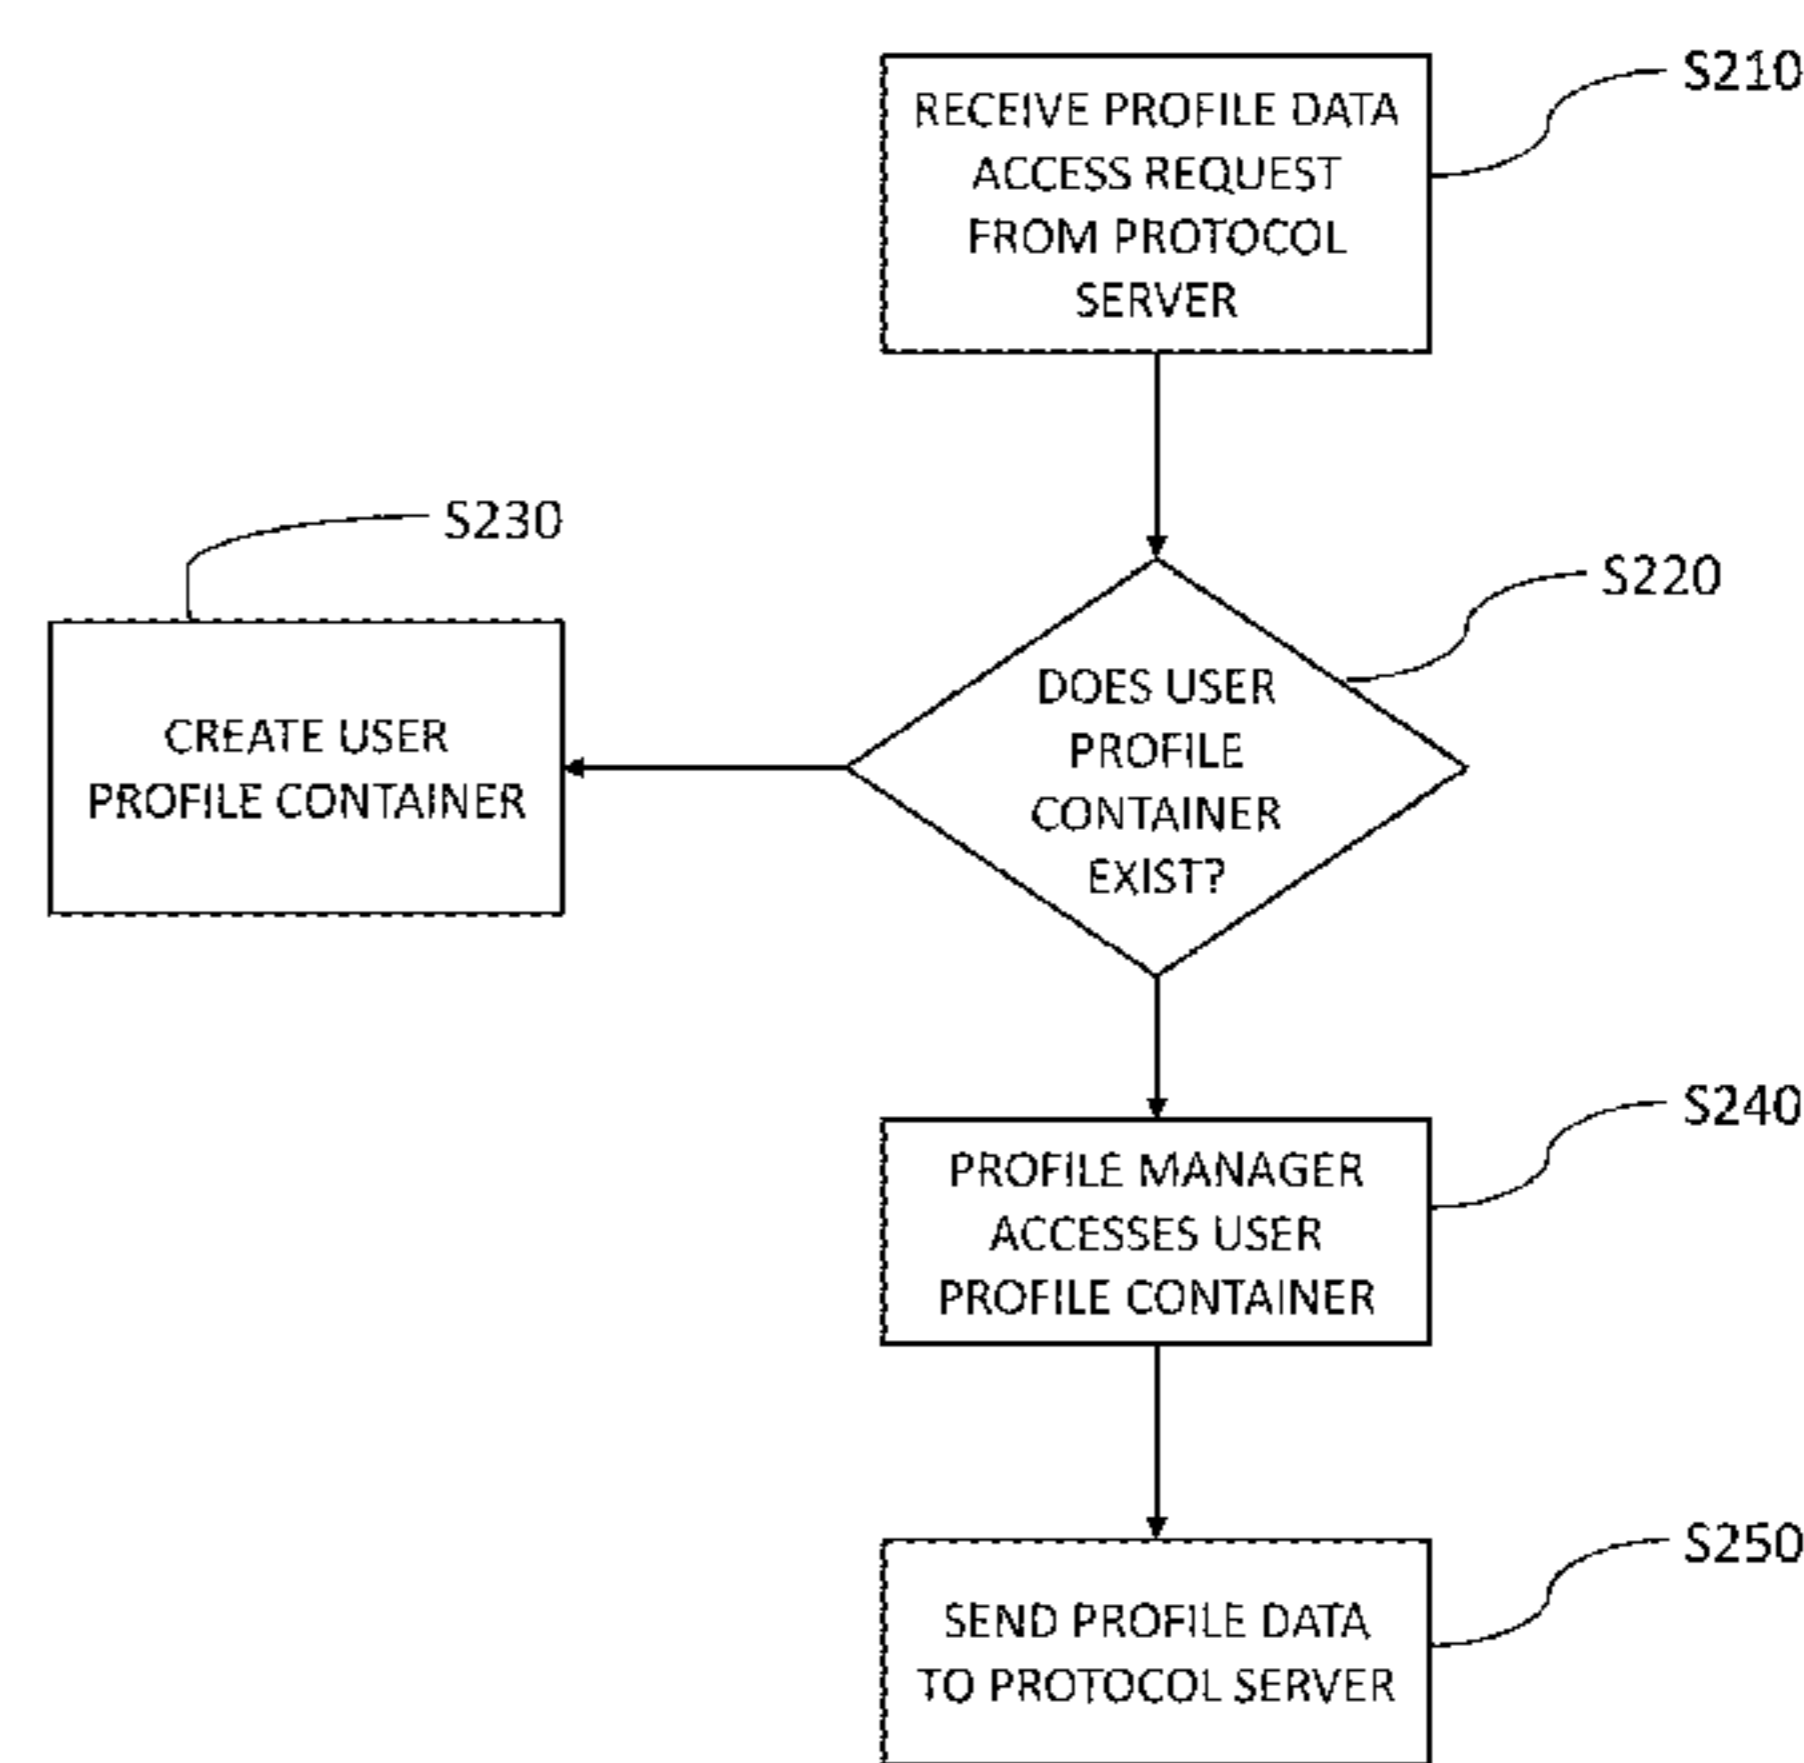 RECEIVE PROFILE DATA
ACCESS REQUEST
FROM PROTOCOL
SERVER
S210
S230
CREATE USER
PROFILE CONTAINER
S220
DOES USER
PROFILE
CONTAINER
EXIST?
S240
PROFILE MANAGER
ACCESSES USER
PROFILE CONTAINER
S250
SEND PROFILE DATA
TO PROTOCOL SERVER